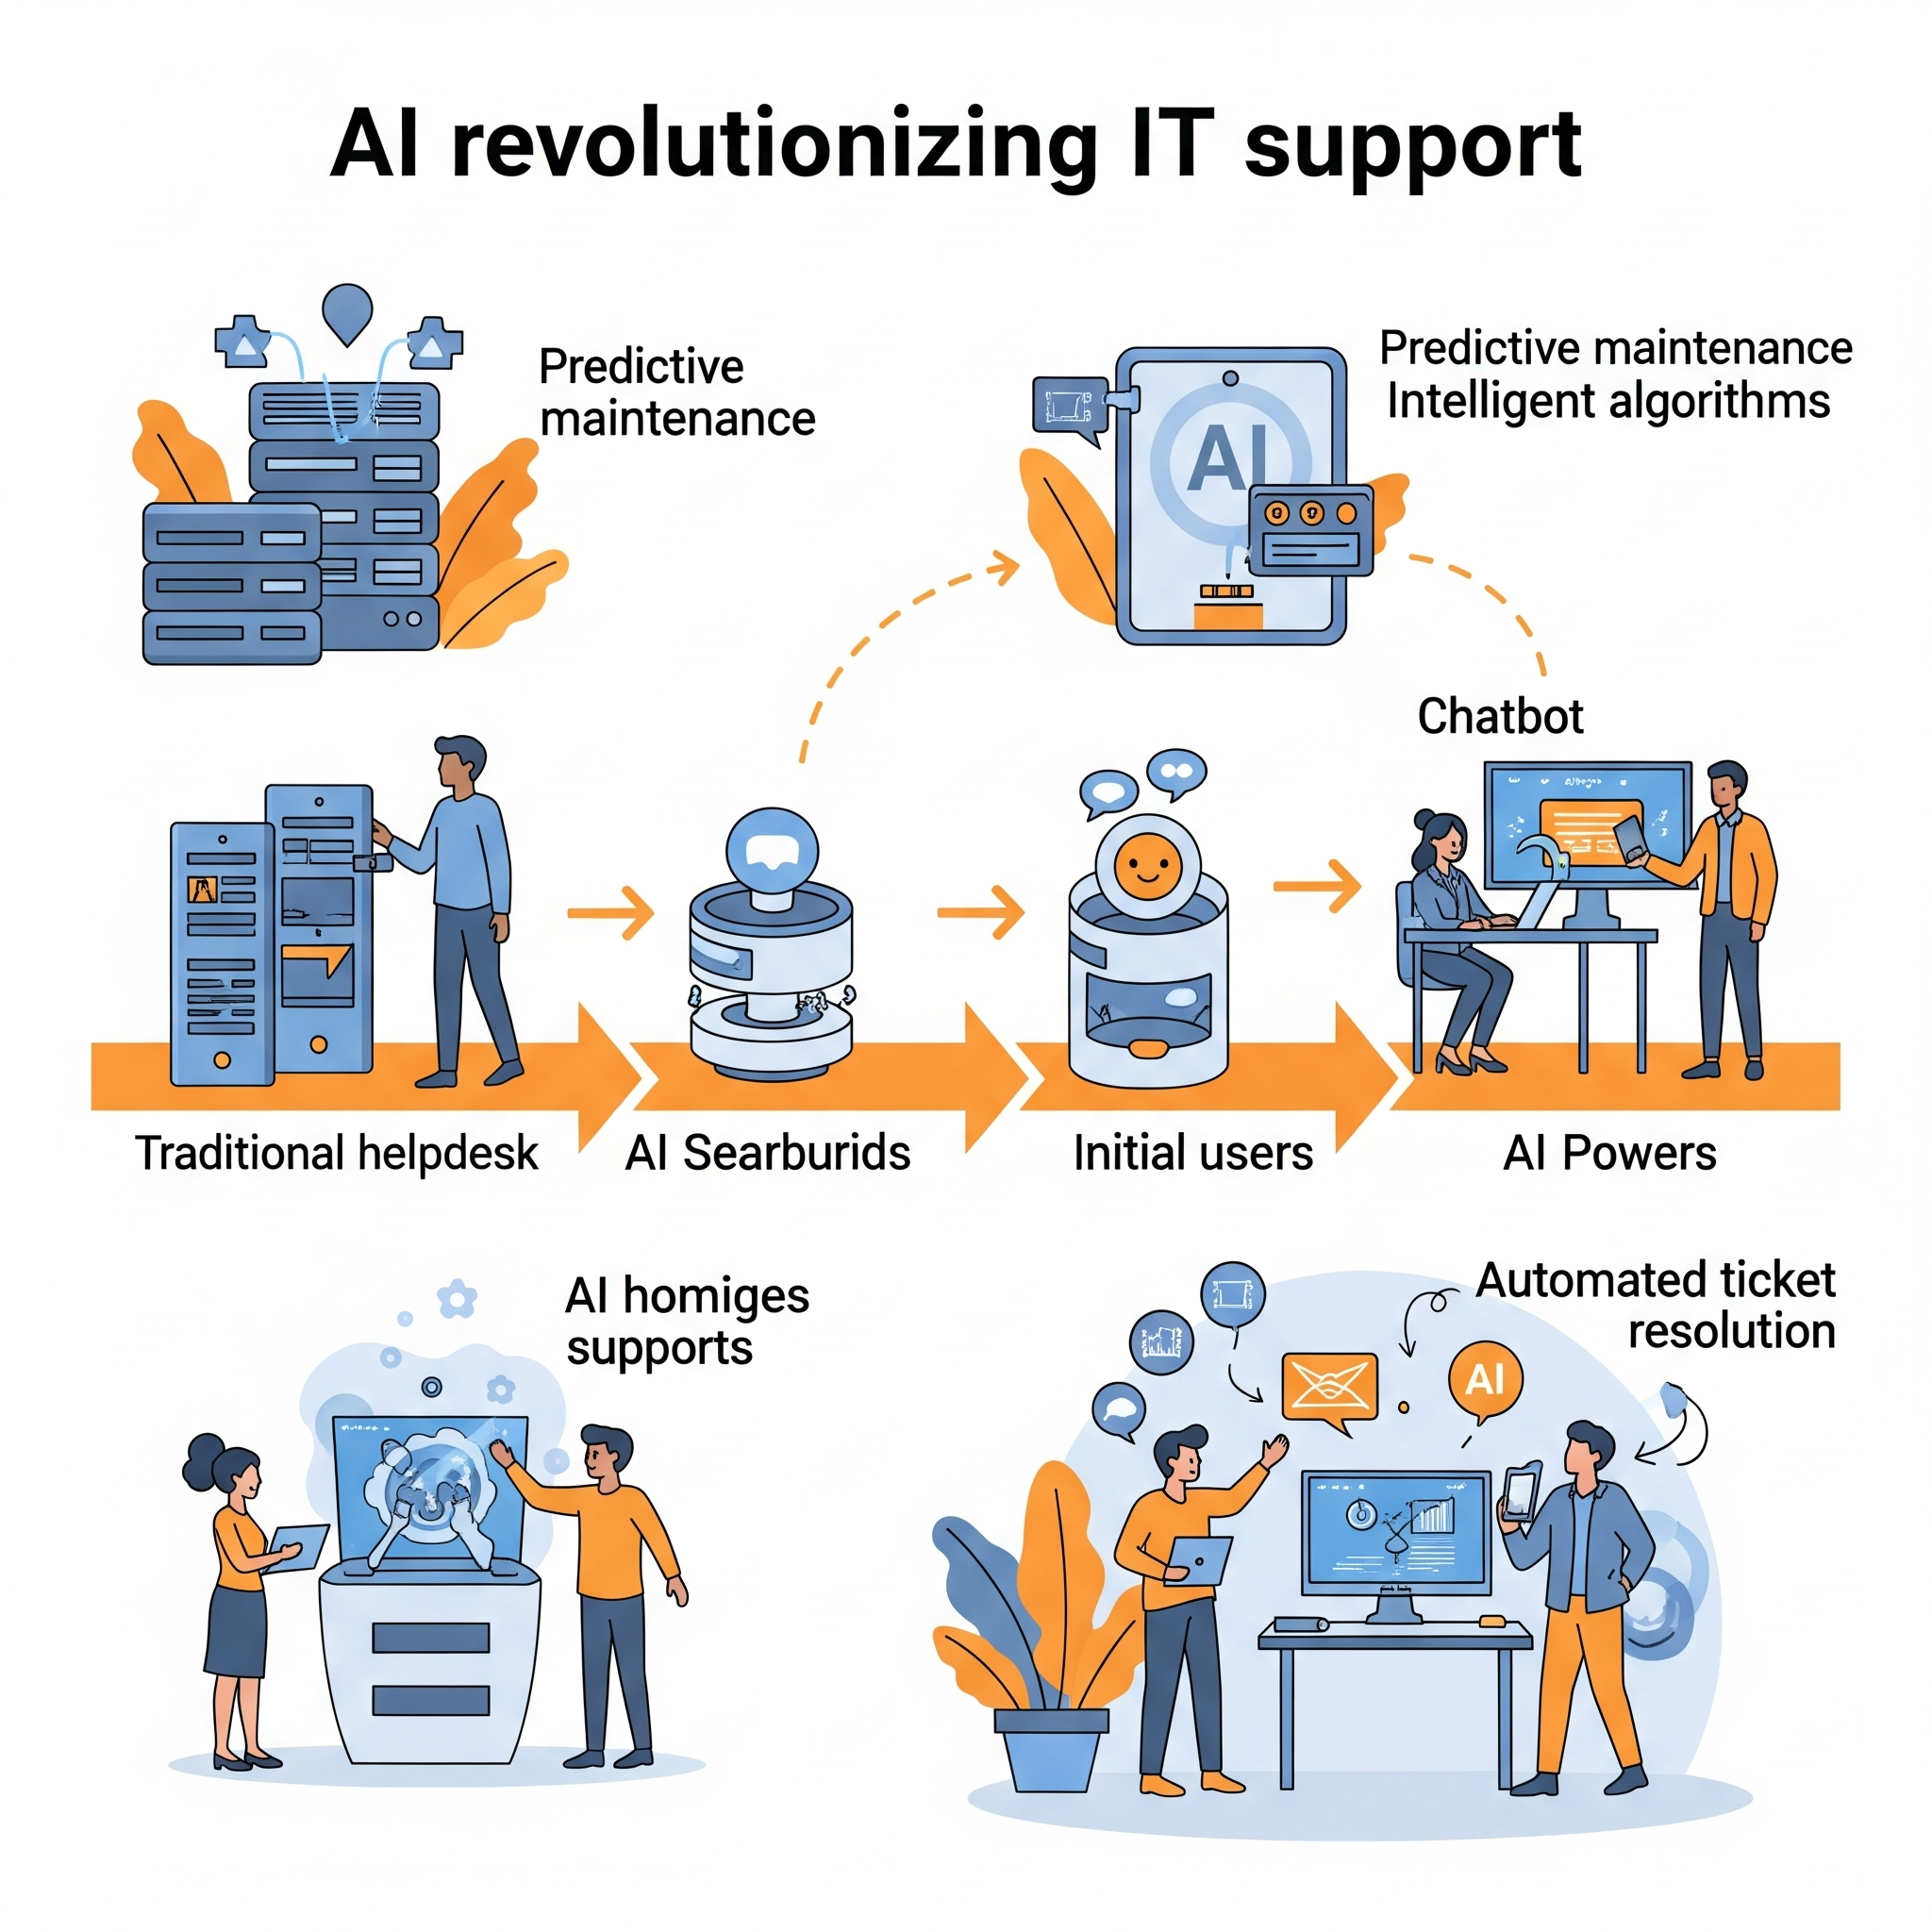 AI revolutionizing IT support
Predictive
maintenance
Predictive maintenance
Intelligent algorithms
AI
Chatbot
Traditional helpdesk
AI Searburids
Initial users
AI Powers
AI homiges
supports
Automated ticket
resolution
AI